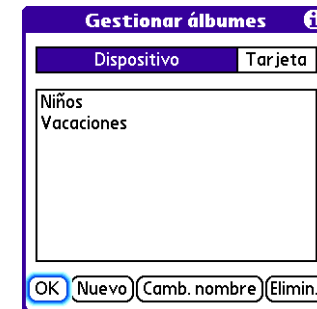 Gestionar álbumes i
Dispositivo Tarjeta
Niños
Vacaciones
OK Nuevo Camb. nombre Elimin.